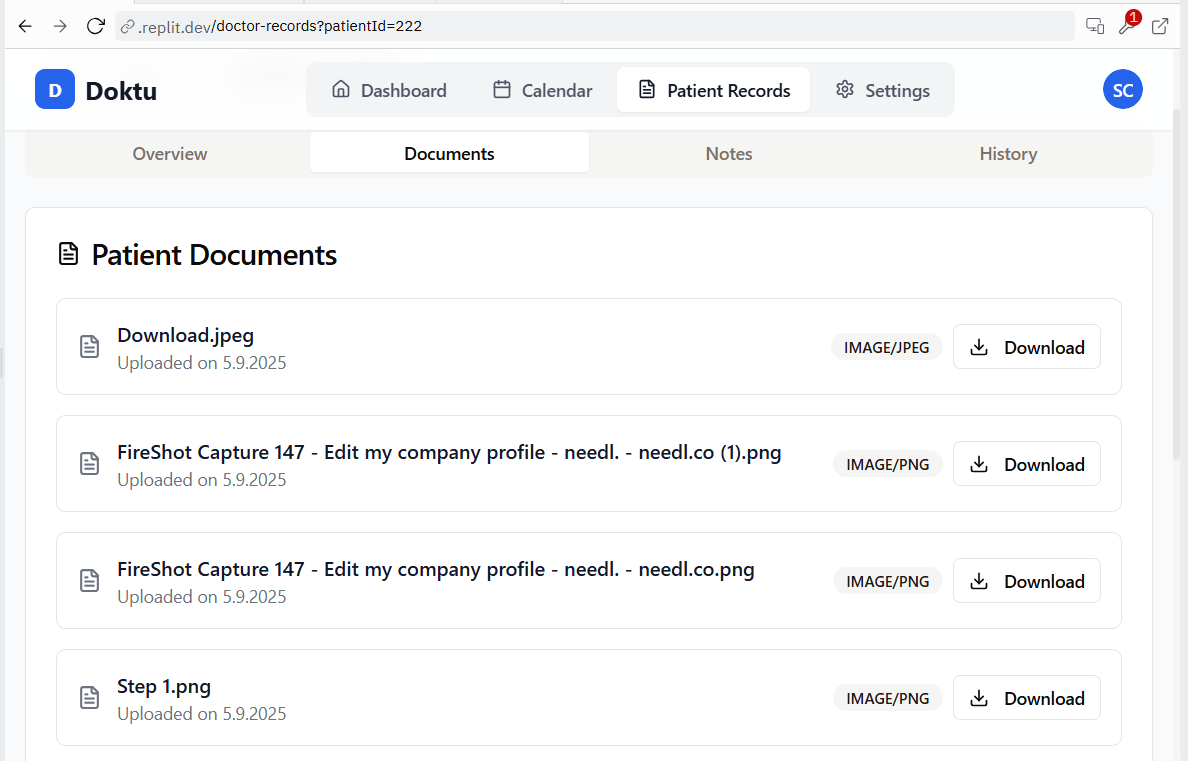 .replit.dev/doctor-records?patientId=222
1
D
Doktu
Dashboard
Calendar
Patient Records
Settings
SC
Overview
Documents
Notes
History
Patient Documents
Download.jpeg
Uploaded on 5.9.2025
IMAGE/JPEG
Download
FireShot Capture 147 - Edit my company profile - needl. - needl.co (1).png
Uploaded on 5.9.2025
IMAGE/PNG
Download
FireShot Capture 147 - Edit my company profile - needl. - needl.co.png
Uploaded on 5.9.2025
IMAGE/PNG
Download
Step 1.png
Uploaded on 5.9.2025
IMAGE/PNG
Download